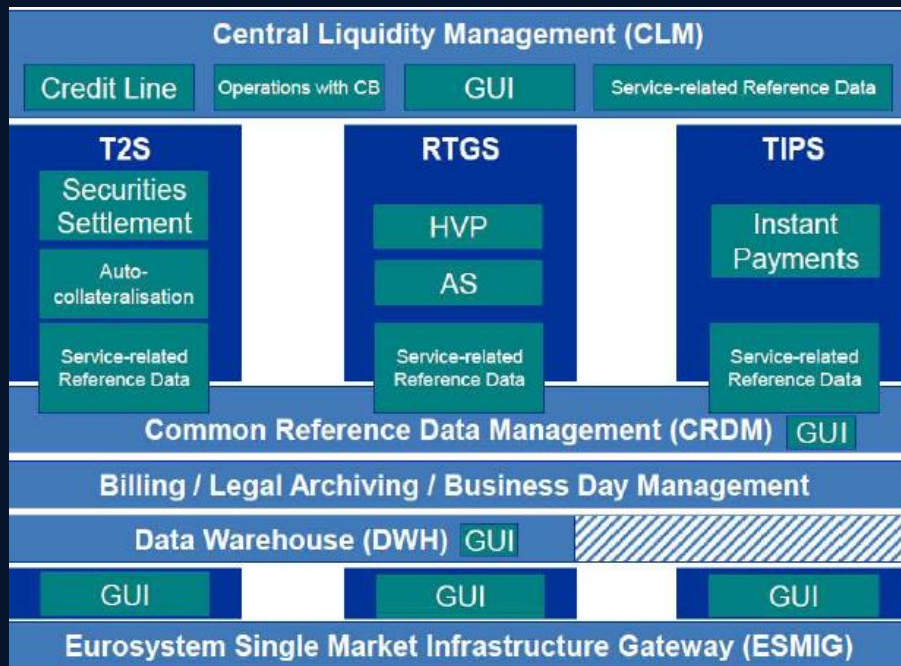 Central Liquidity Management (CLM)
Credit Line
Operations with CB
GUI
Service-related Reference Data
T2S
RTGS
TIPS
Securities
Settlement
HVP
Instant
Payments
Auto-
collateralisation
AS
Service-related
Reference Data
Service-related
Reference Data
Service-related
Reference Data
Common Reference Data Management (CRDM)
GUI
Billing / Legal Archiving / Business Day Management
Data Warehouse (DWH)
GUI
GUI
GUI
GUI
Eurosystem Single Market Infrastructure Gateway (ESMIG)